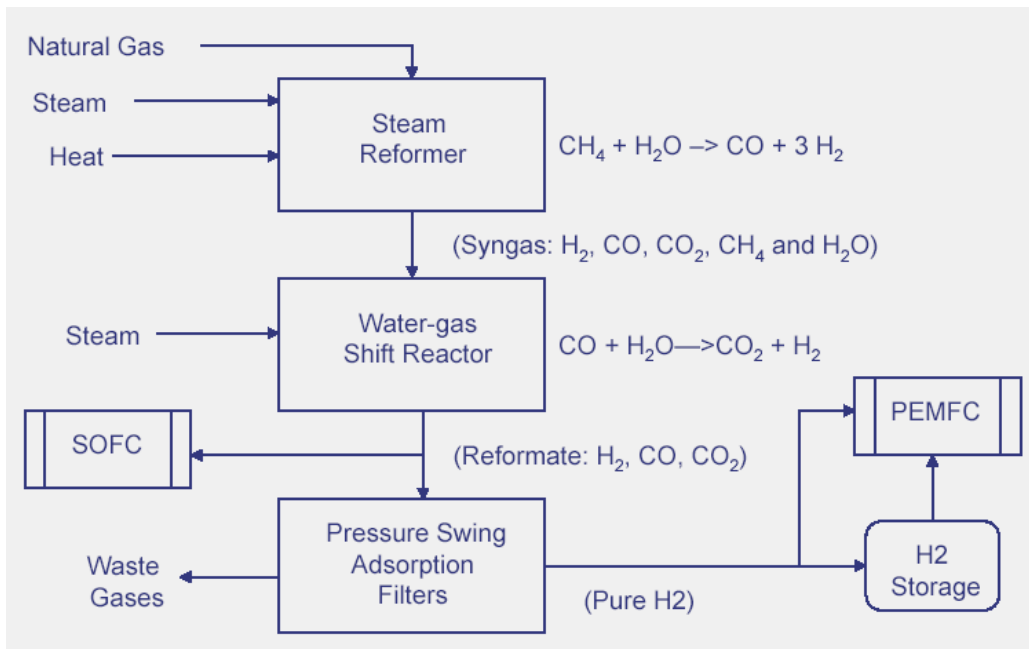 Natural Gas
Steam
Heat
Steam
Reformer
CH₄ + H₂O –> CO + 3 H₂
(Syngas: H₂, CO, CO₂, CH₄ and H₂O)
Steam
Water-gas
Shift Reactor
CO + H₂O—>CO₂ + H₂
PEMFC
SOFC
(Reformate: H₂, CO, CO₂)
Pressure Swing
Adsorption
Filters
Waste
Gases
(Pure H2)
H2
Storage